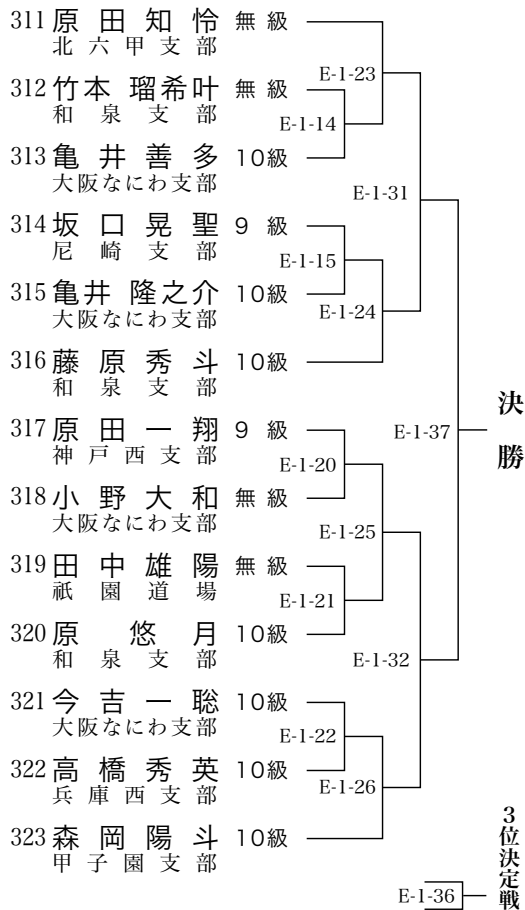 311 原田知怜 無級
北六甲支部
E-1-23
312 竹本 瑠希叶 無級
和泉支部
E-1-14
313 亀井善多 10級
大阪なにわ支部
E-1-31
314 坂口晃聖 9級
尼崎支部
E-1-15
315 亀井 隆之介 10級
大阪なにわ支部
E-1-24
316 藤原秀斗 10級
和泉支部
決勝
317 原田一翔 9級
E-1-37
神戸西支部
E-1-20
318 小野大和 無級
大阪なにわ支部
E-1-25
319 田中雄陽 無級
祇園道場
E-1-21
320 原 悠月 10級
和泉支部
E-1-32
321 今吉一聡 10級
大阪なにわ支部
E-1-22
322 高橋秀英 10級
兵庫西支部
E-1-26
323 森岡陽斗 10級
甲子園支部
3位決定戦
E-1-36